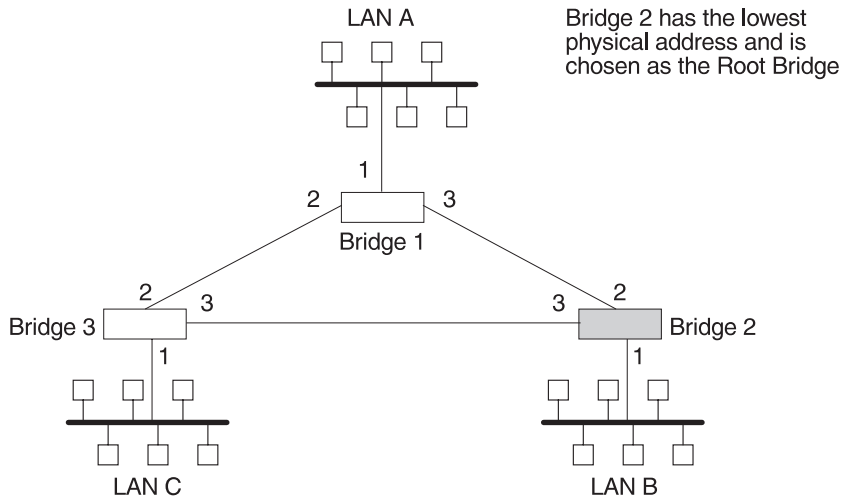 LAN A
Bridge 2 has the lowest
physical address and is
chosen as the Root Bridge
1
2
3
Bridge 1
2
3
3
2
Bridge 3
Bridge 2
1
1
LAN C
LAN B